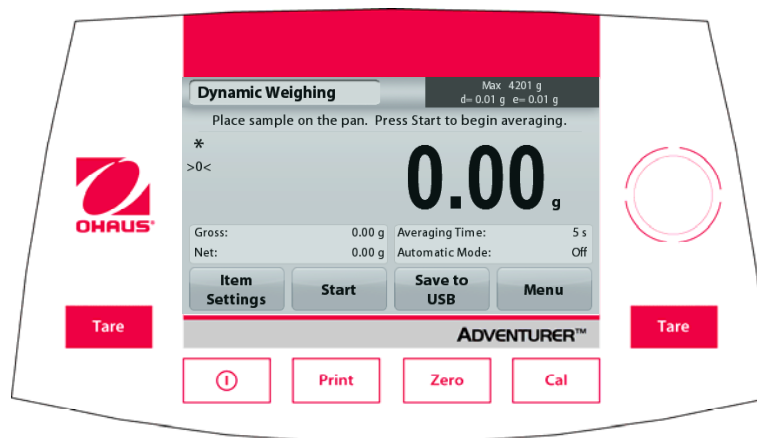 Dynamic Weighing
Max 4201 g
d= 0.01 g e= 0.01 g
Place sample on the pan. Press Start to begin averaging.
*
>0<
0.00 g
OHAUS
Gross: 0.00 g Averaging Time: 5 s
Net: 0.00 g Automatic Mode: Off
Item Settings
Start
Save to USB
Menu
ADVENTURER™
Tare
Tare
Print
Zero
Cal